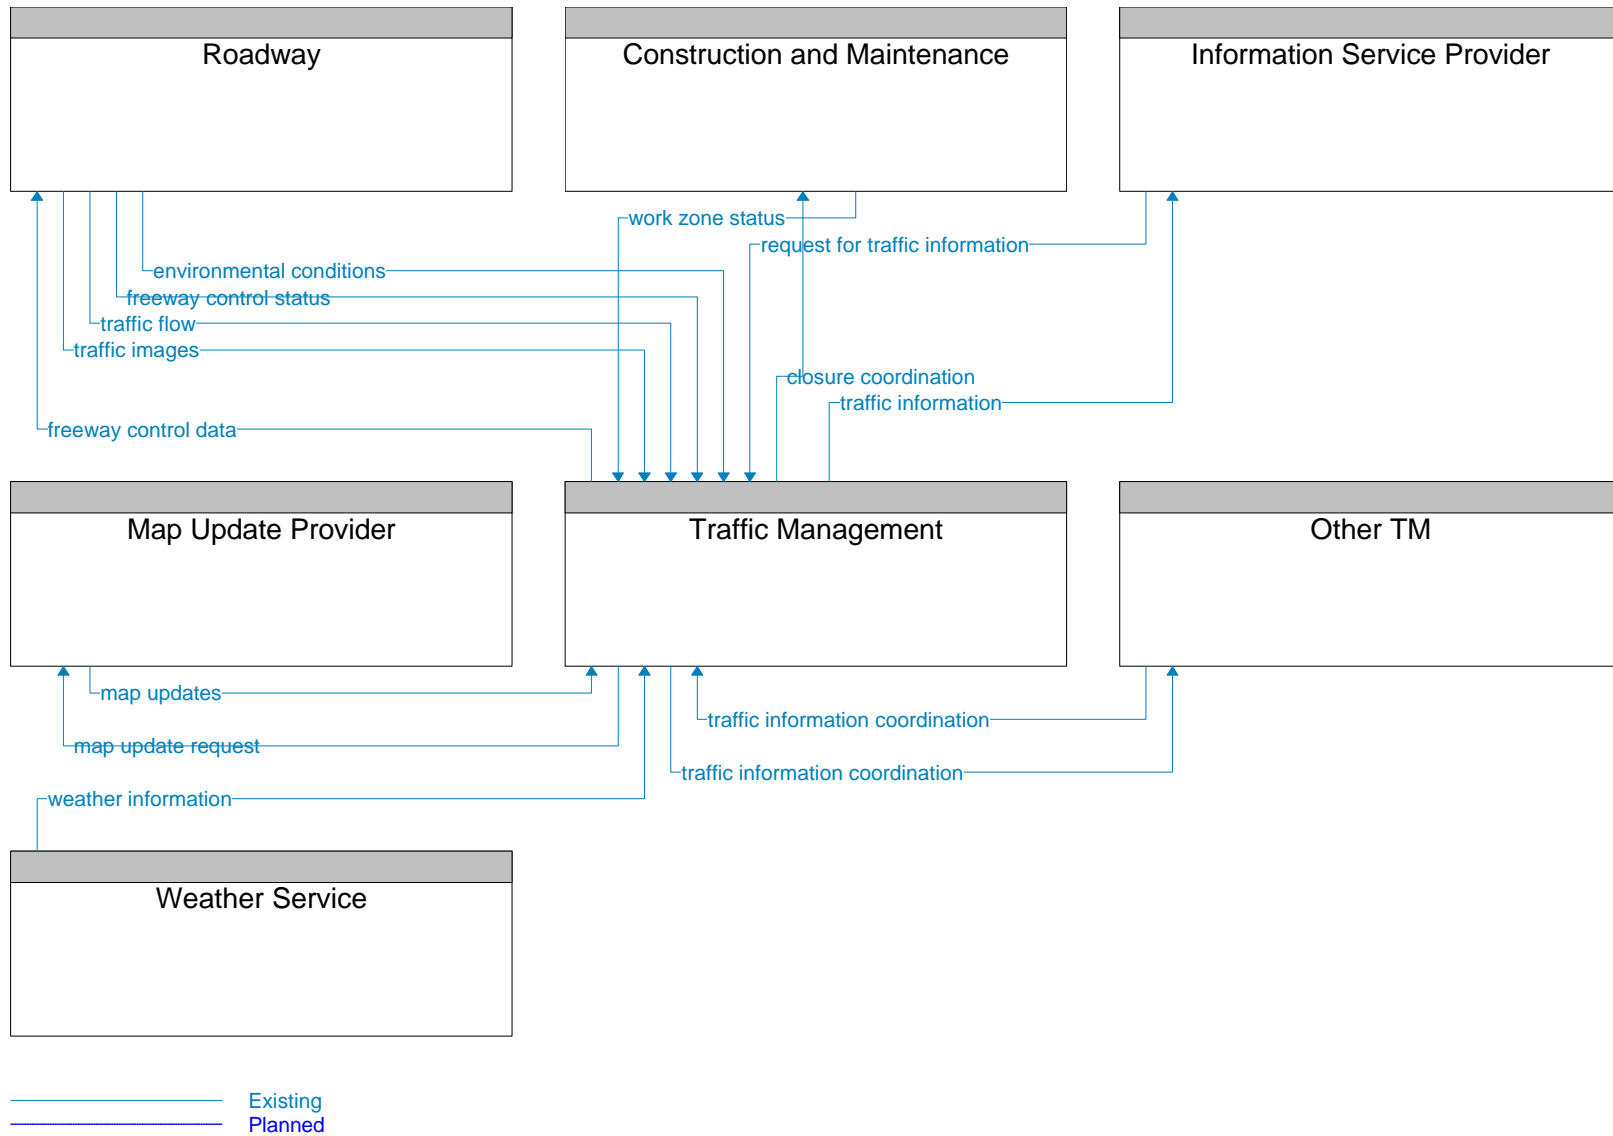 Roadway
Construction and Maintenance
Information Service Provider
work zone status
request for traffic information
environmental conditions
freeway control status
traffic flow
traffic images
closure coordination
traffic information
freeway control data
Map Update Provider
Traffic Management
Other TM
map updates
traffic information coordination
map update request
traffic information coordination
weather information
Weather Service
Existing
Planned